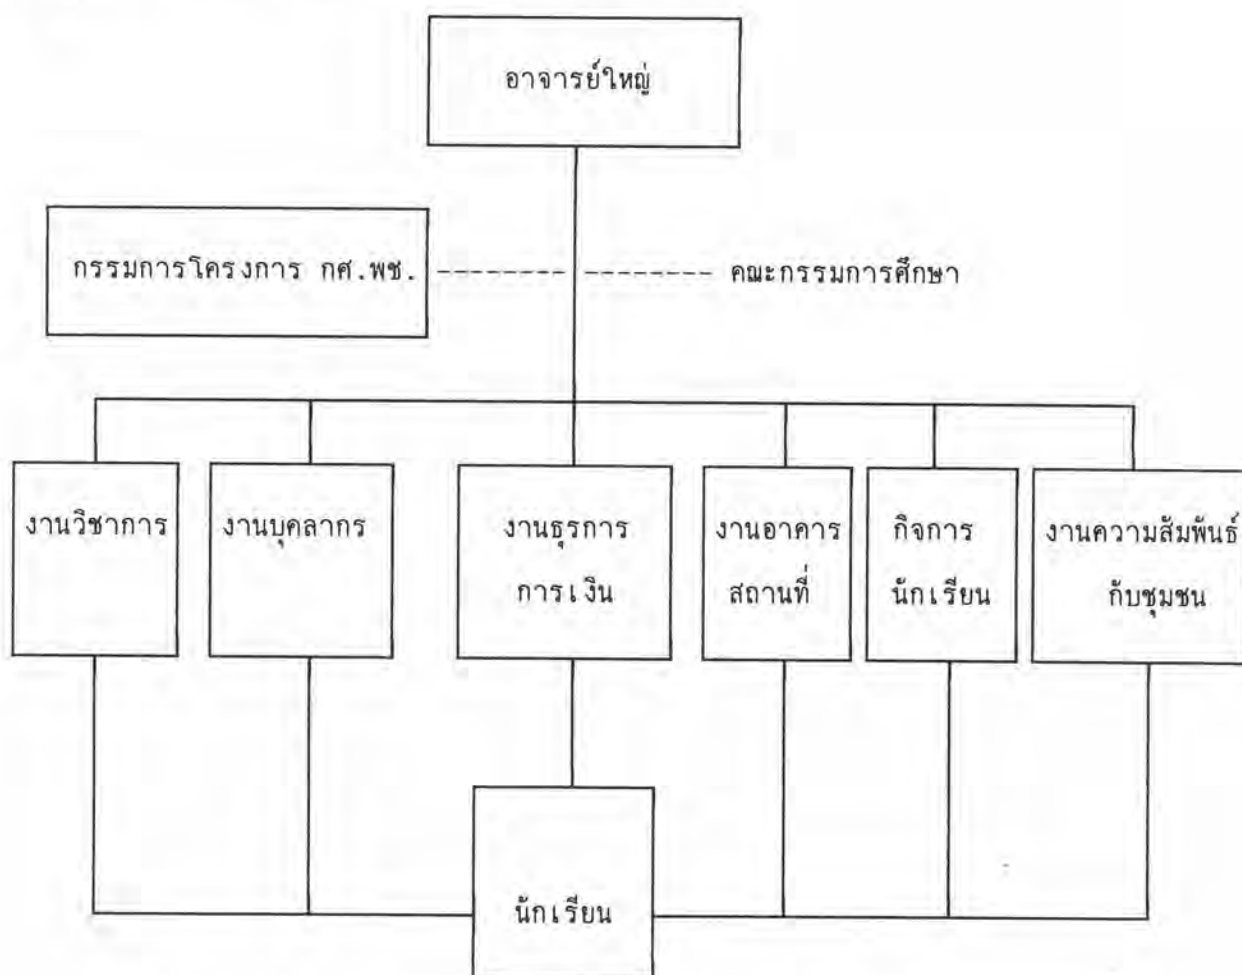 อาจารย์ใหญ่
กรรมการโครงการ กศ.พช. คณะกรรมการศึกษา
งานวิชาการ
งานบุคลากร
งานธุรการ
การเงิน
งานอาคาร
สถานที่
กิจการ
นักเรียน
งานความสัมพันธ์
กับชุมชน
นักเรียน